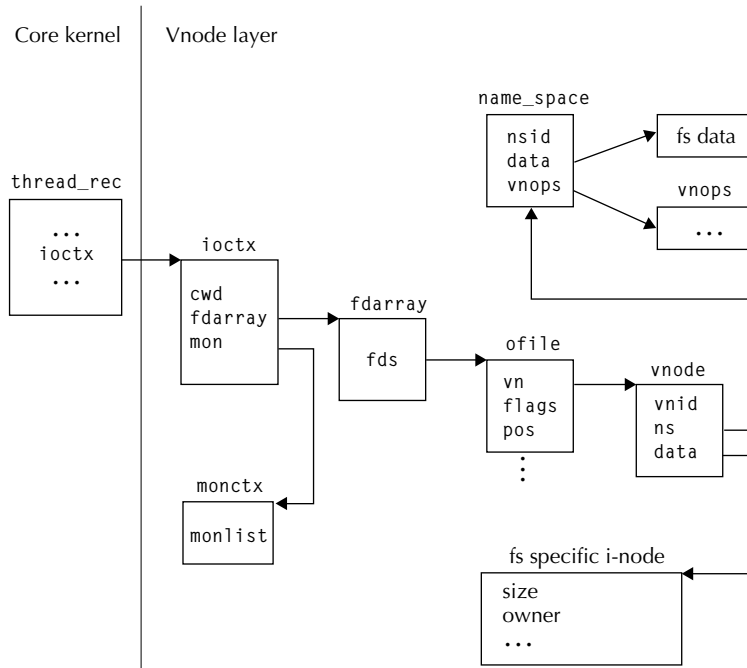 Core kernel
Vnode layer
name_space
nsid
data
vnops
fs data
vnops
...
thread_rec
...
ioctx
...
ioctx
cwd
fdarray
mon
fdarray
fds
ofile
vn
flags
pos
vnode
vnid
ns
data
monctx
monlist
fs specific i-node
size
owner
...